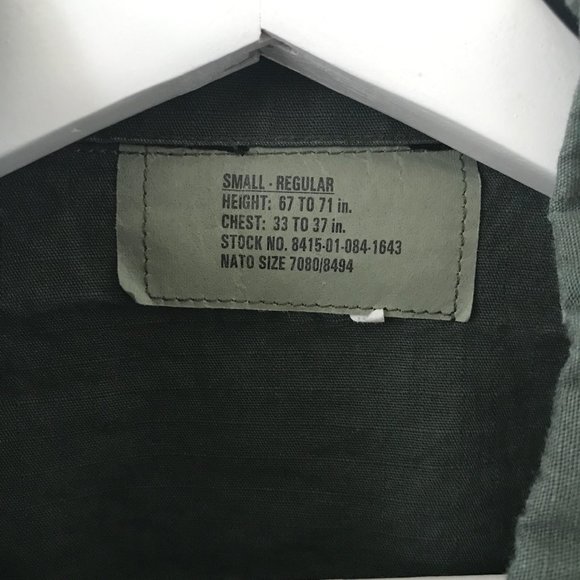 SMALL - REGULAR
HEIGHT: 67 TO 71 in.
CHEST: 33 TO 37 in.
STOCK NO. 8415-01-084-1643
NATO SIZE 7080/8494